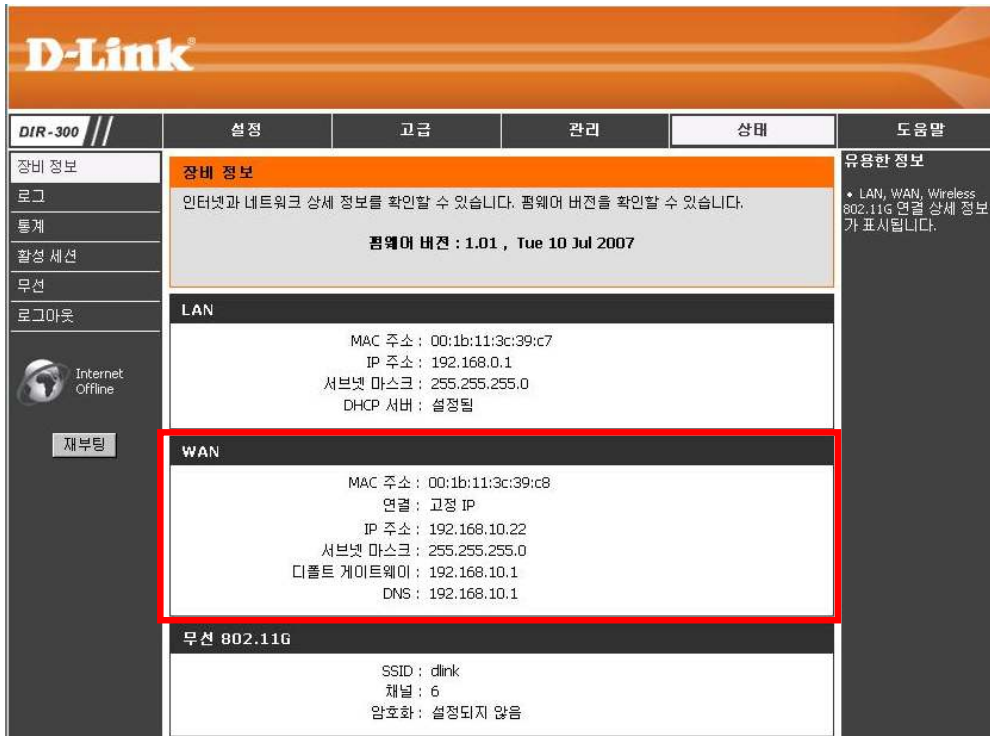 D-Link®
DIR-300
설정
고급
관리
상태
도움말
장비 정보
로그
통계
활성 세션
무선
로그아웃
Internet
Offline
재부팅
장비 정보
인터넷과 네트워크 상세 정보를 확인할 수 있습니다. 펌웨어 버전을 확인할 수 있습니다.
펌웨어 버전 : 1.01 , Tue 10 Jul 2007
LAN
MAC 주소 : 00:1b:11:3c:39:c7
IP 주소 : 192.168.0.1
서브넷 마스크 : 255.255.255.0
DHCP 서버 : 설정됨
WAN
MAC 주소 : 00:1b:11:3c:39:c8
연결 : 고정 IP
IP 주소 : 192.168.10.22
서브넷 마스크 : 255.255.255.0
디폴트 게이트웨이 : 192.168.10.1
DNS : 192.168.10.1
무선 802.11G
SSID : dlink
채널 : 6
암호화 : 설정되지 않음
유용한 정보
• LAN, WAN, Wireless
802.11G 연결 상세 정보
가 표시됩니다.